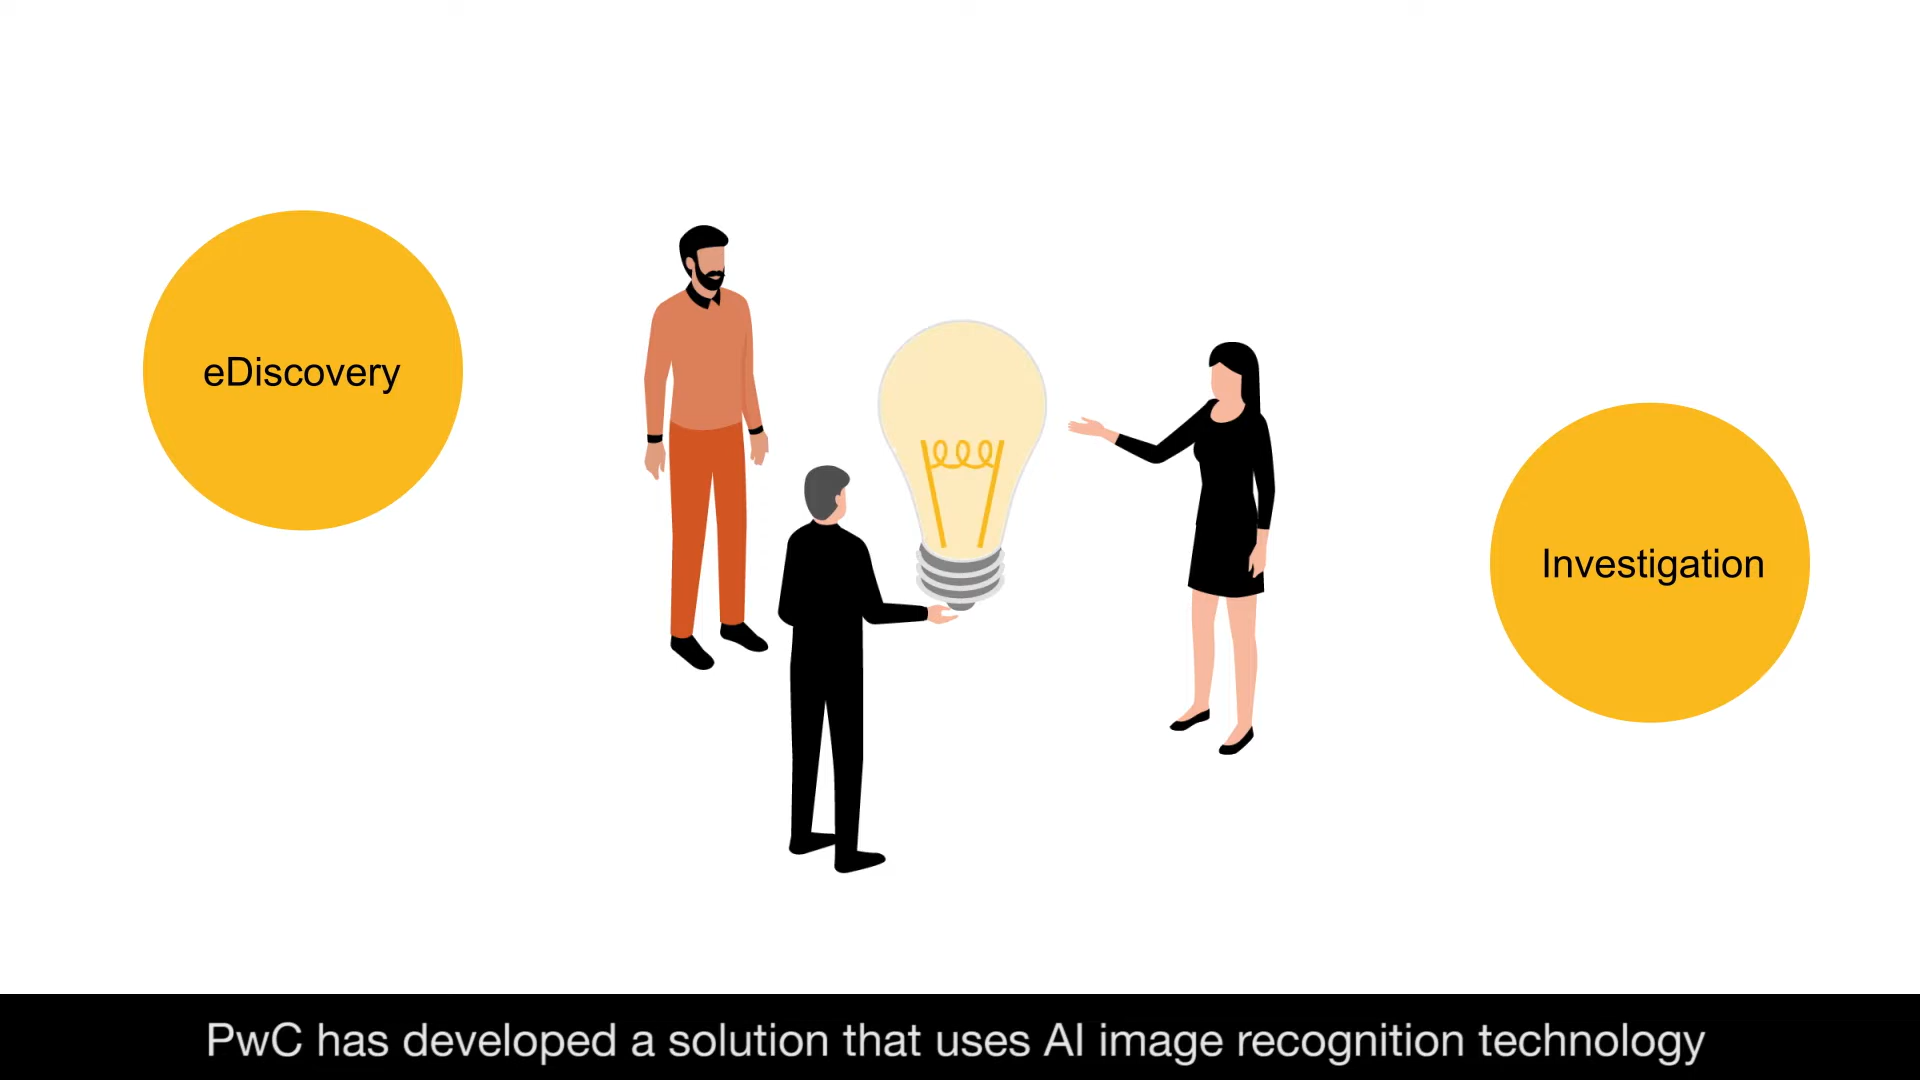 eDiscovery
Investigation
PwC has developed a solution that uses AI image recognition technology